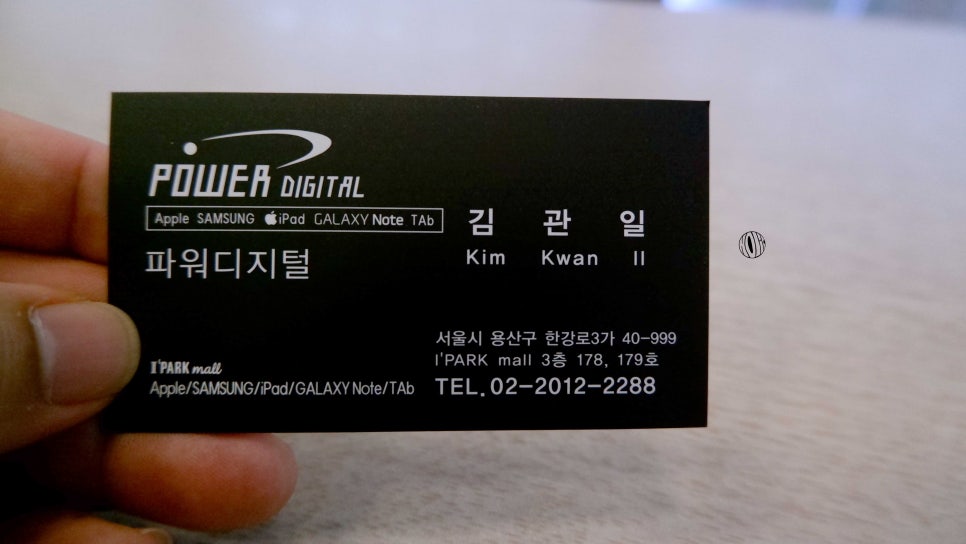 POWER DIGITAL
Apple SAMSUNG iPad GALAXY Note TAb
파워디지털
김 관 일
Kim Kwan Il
I'PARK mall
Apple/SAMSUNG/iPad/GALAXY Note/TAb
서울시 용산구 한강로3가 40-999
I'PARK mall 3층 178, 179호
TEL. 02-2012-2288